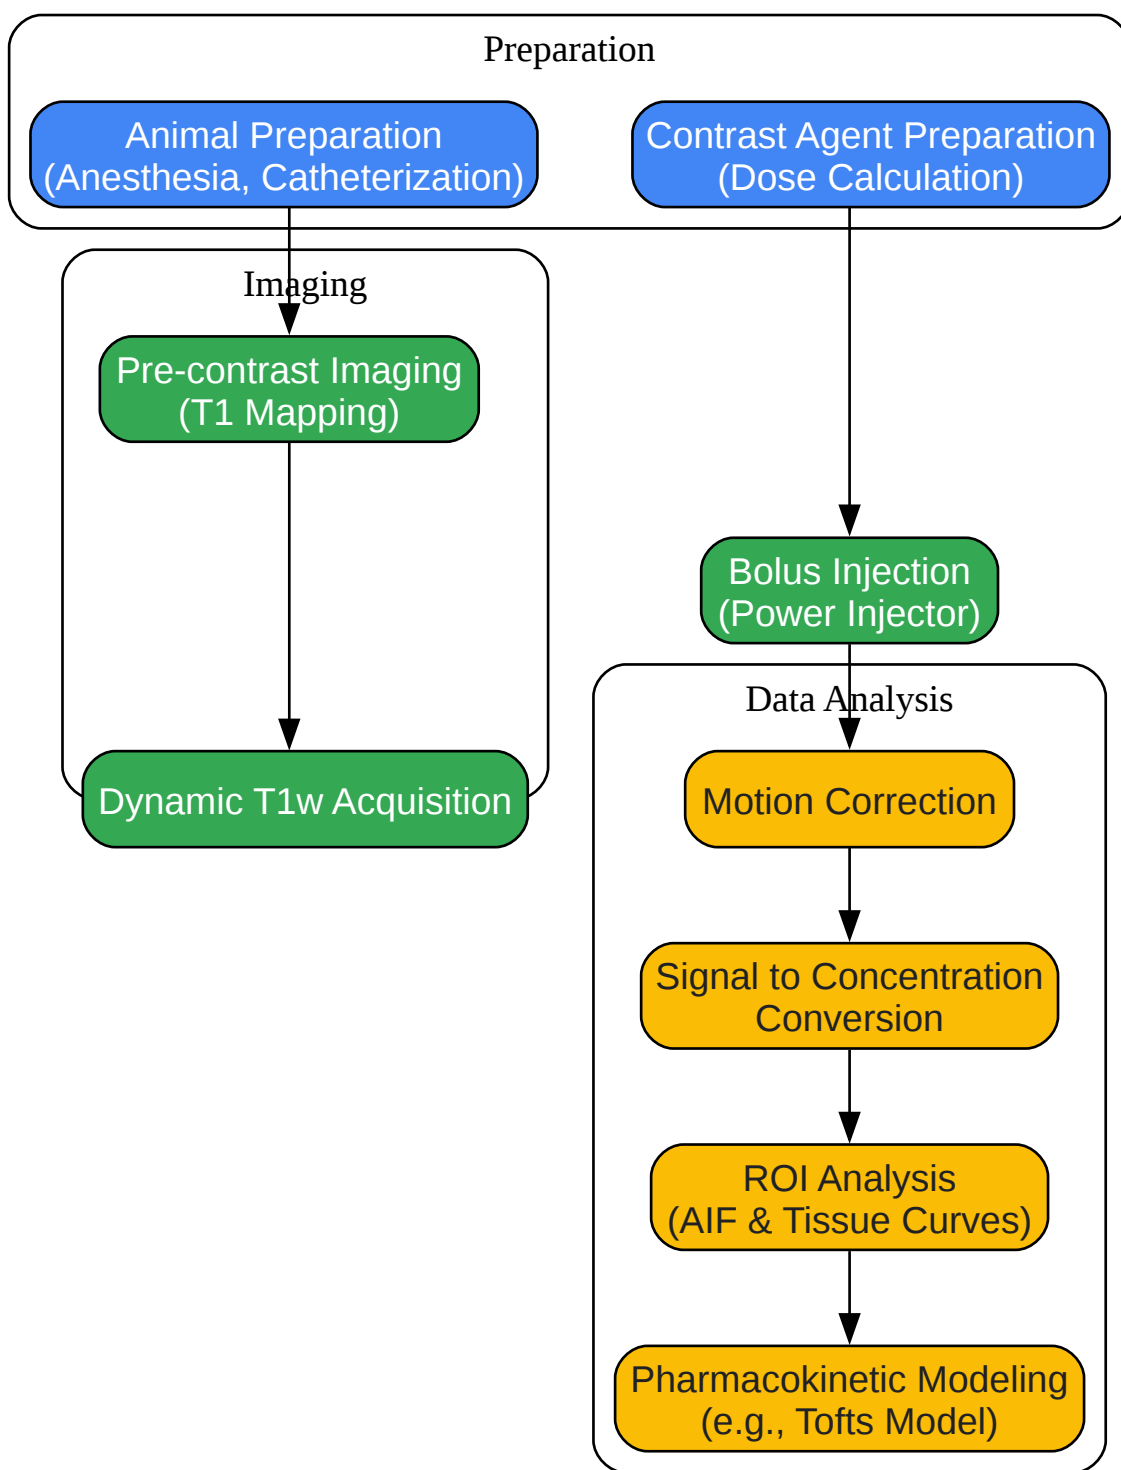 Preparation
Animal Preparation
(Anesthesia, Catheterization)
Contrast Agent Preparation
(Dose Calculation)
Imaging
Pre-contrast Imaging
(T1 Mapping)
Bolus Injection
(Power Injector)
Data Analysis
Dynamic T1w Acquisition
Motion Correction
Signal to Concentration
Conversion
ROI Analysis
(AIF & Tissue Curves)
Pharmacokinetic Modeling
(e.g., Tofts Model)